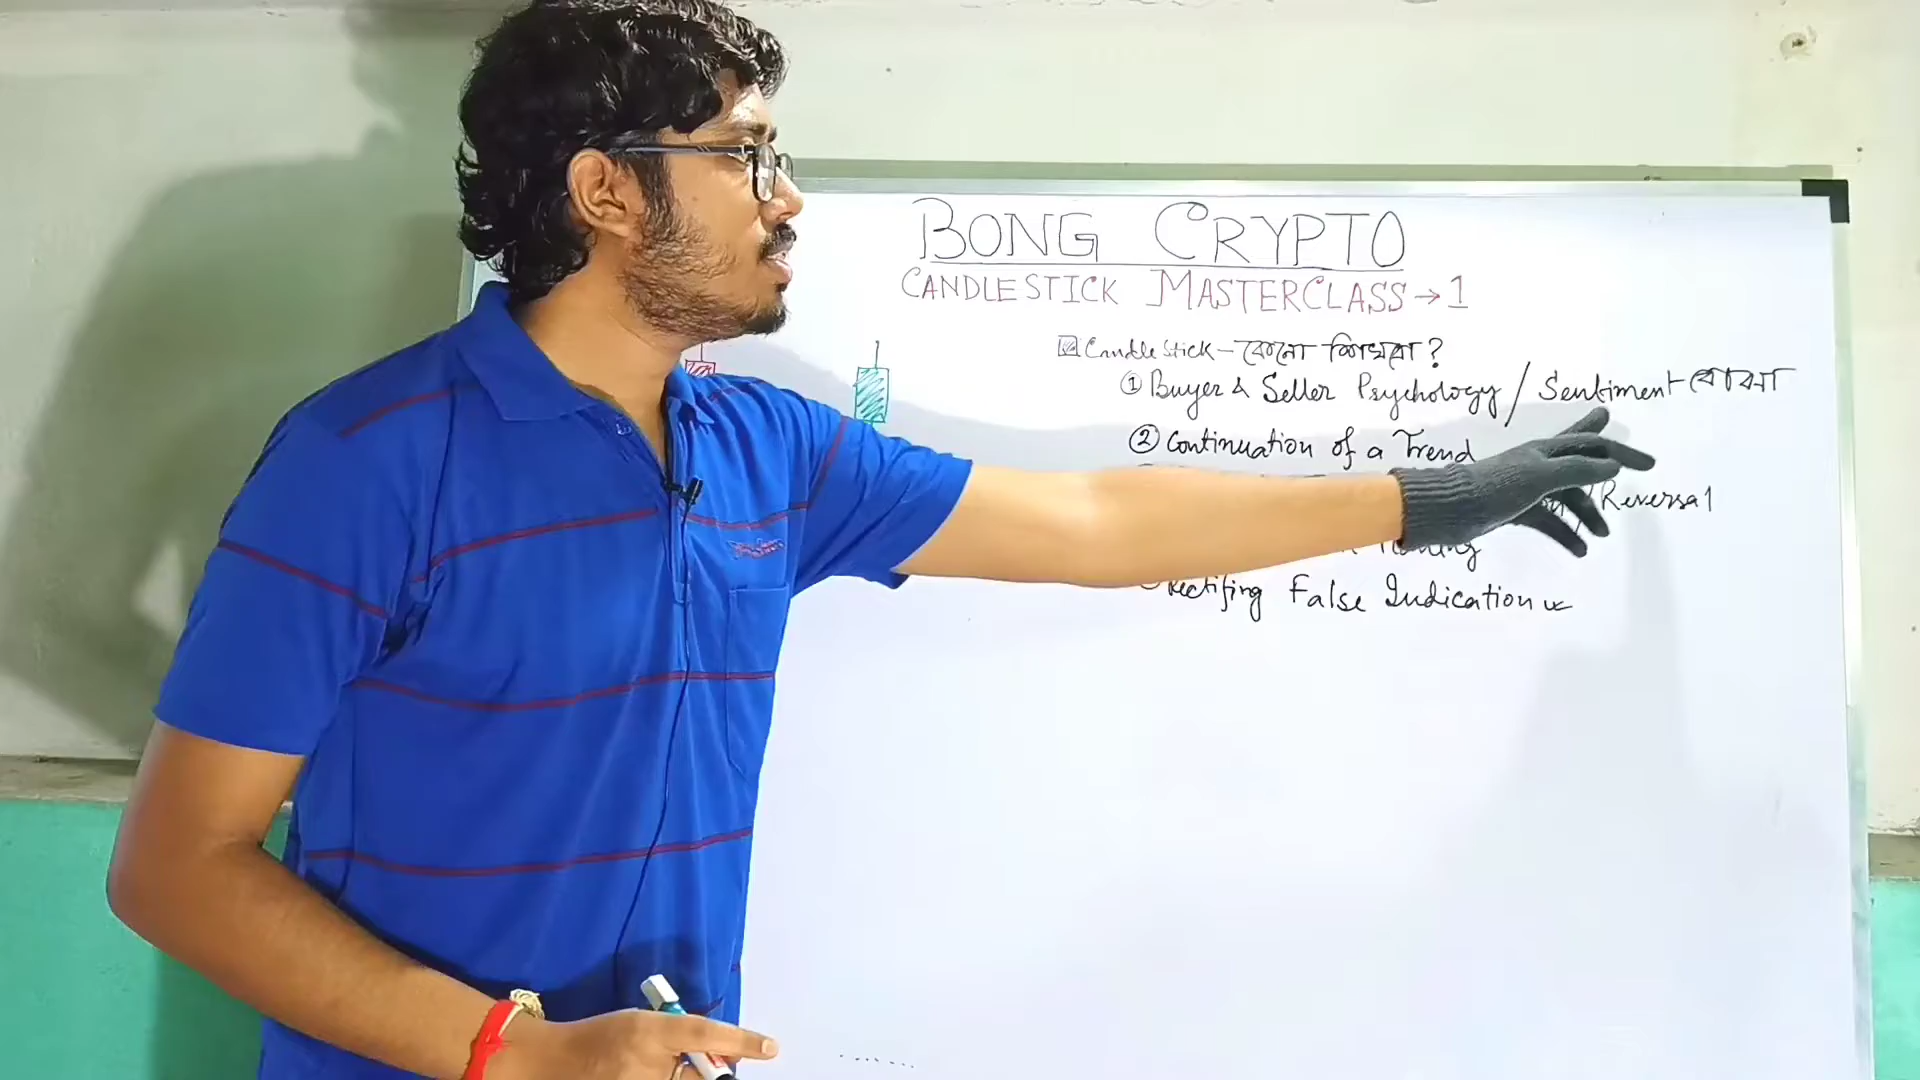 BONG CRYPTO
CANDLESTICK MASTERCLASS → 1
Candle Stick – কেনো শিখবো ?
① Buyer & Seller Psychology / Sentiment বোঝা
② Continuation of a Trend
/ Reversal
Rectifing False Indication